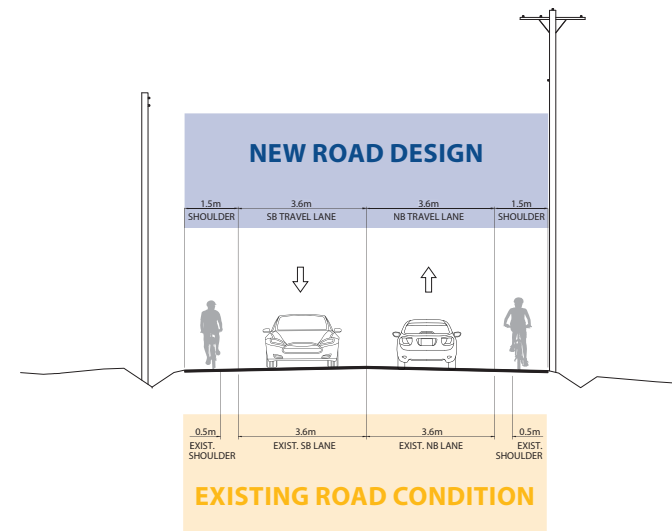 NEW ROAD DESIGN
1.5m 3.6m 3.6m 1.5m
SHOULDER SB TRAVEL LANE NB TRAVEL LANE SHOULDER
0.5m 3.6m 3.6m 0.5m
EXIST. EXIST. SB LANE EXIST. NB LANE EXIST.
SHOULDER SHOULDER
EXISTING ROAD CONDITION